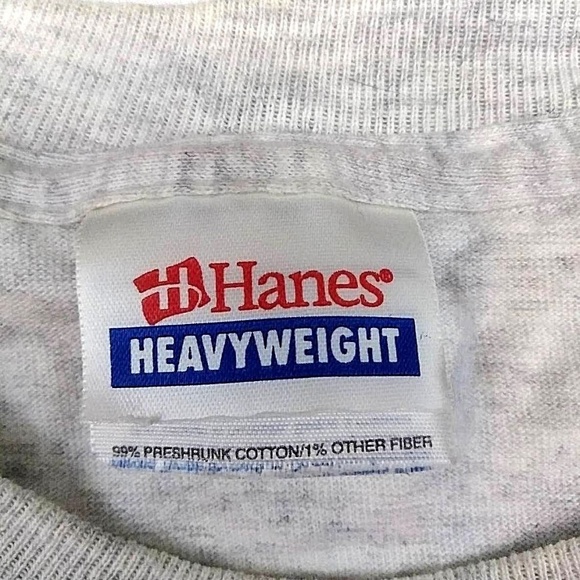 Hanes®
HEAVYWEIGHT
99% PRESHRUNK COTTON/1% OTHER FIBER